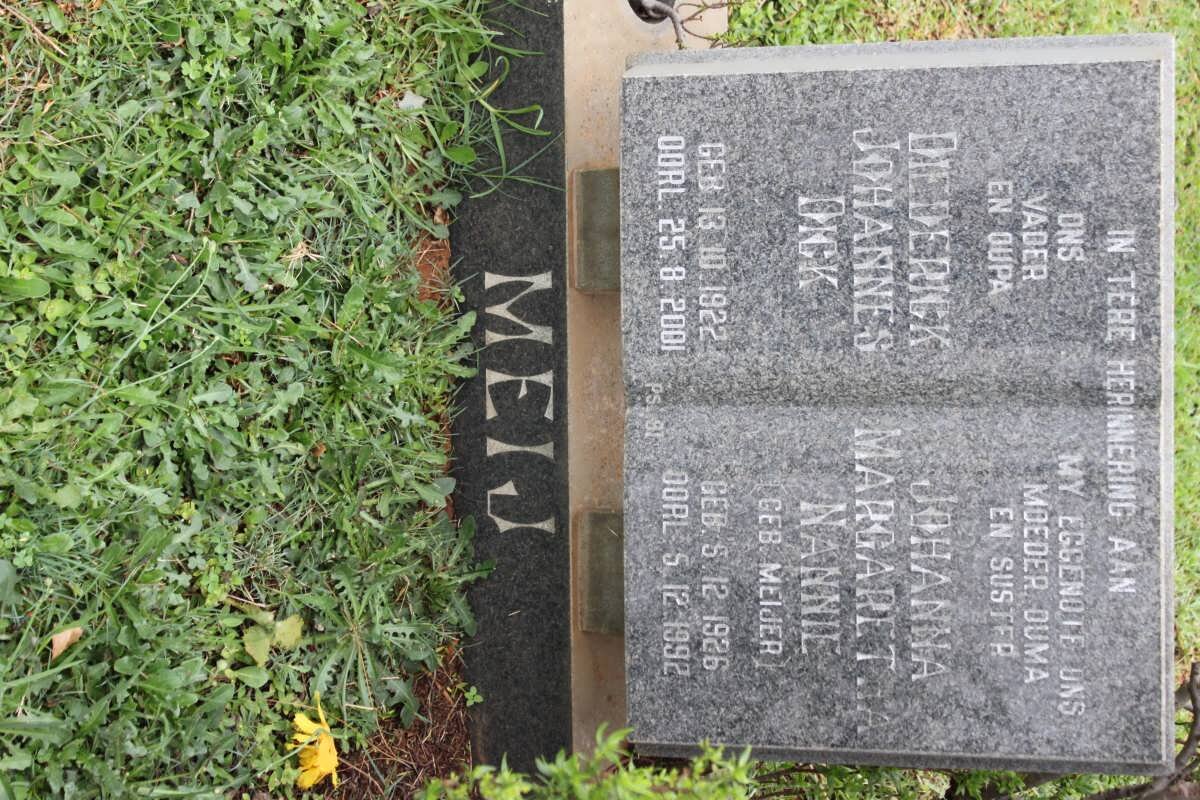 IN TERE HERINNERING AAN
ONS
VADER
EN OUPA
DIEDERIK
JOHANNES
DICK
GEB 13 10 1922
OORL 25 8 2001
MY EGGENOTE ONS
MOEDER OUMA
EN SUSTER
JOHANNA
MARGARETHA
NANNIE
(GEB MEIJER)
GEB. 5 12 1926
OORL 5 12 1992
PS
MEIJ